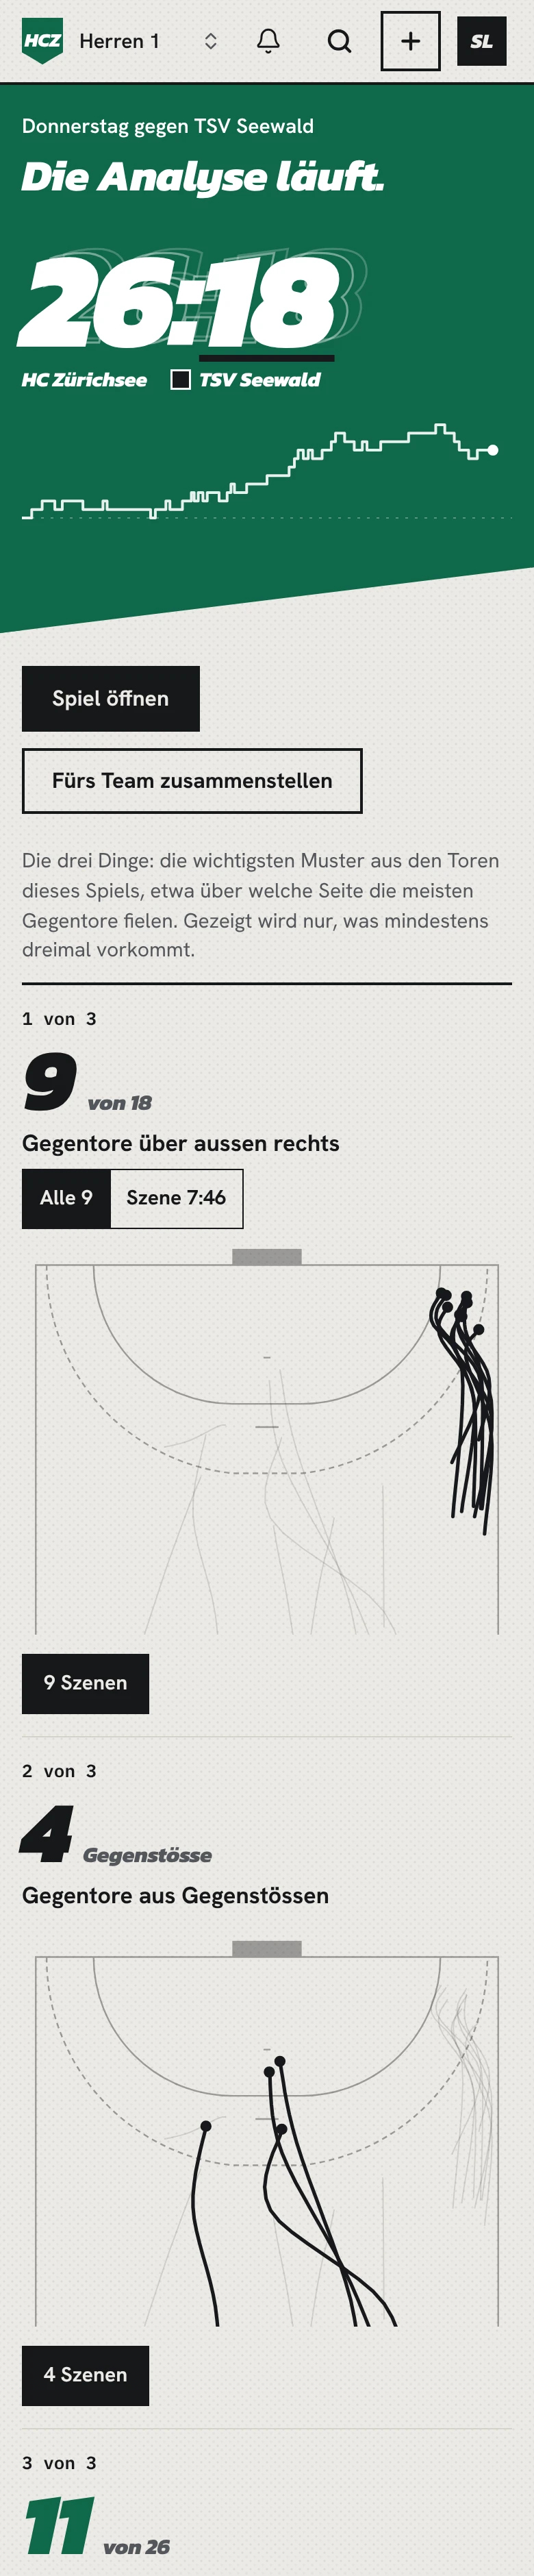 HCZ Herren 1 SL
Donnerstag gegen TSV Seewald
Die Analyse läuft.
26:18
HC Zürichsee TSV Seewald
Spiel öffnen
Fürs Team zusammenstellen
Die drei Dinge: die wichtigsten Muster aus den Toren
dieses Spiels, etwa über welche Seite die meisten
Gegentore fielen. Gezeigt wird nur, was mindestens
dreimal vorkommt.
1 von 3
9 von 18
Gegentore über aussen rechts
Alle 9 Szene 7:46
9 Szenen
2 von 3
4 Gegenstösse
Gegentore aus Gegenstössen
4 Szenen
3 von 3
11 von 26